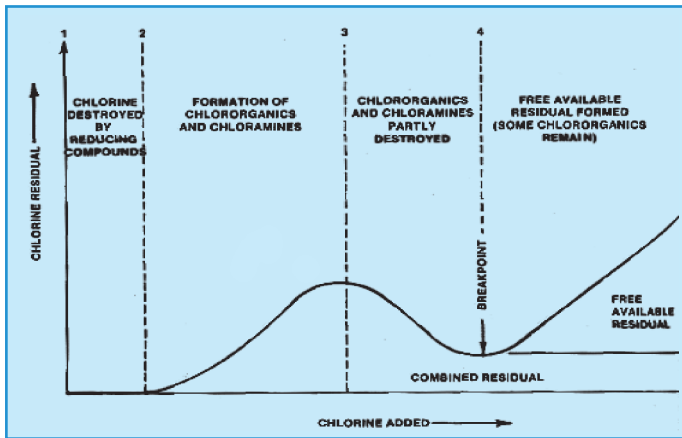 1
2
3
4
CHLORINE
DESTROYED
BY
REDUCING
COMPOUNDS
FORMATION OF
CHLORORGANICS
AND CHLORAMINES
CHLORORGANICS
AND CHLORAMINES
PARTLY
DESTROYED
FREE AVAILABLE
RESIDUAL FORMED
(SOME CHLORORGANICS
REMAIN)
CHLORINE RESIDUAL
BREAKPOINT
FREE
AVAILABLE
RESIDUAL
COMBINED RESIDUAL
CHLORINE ADDED